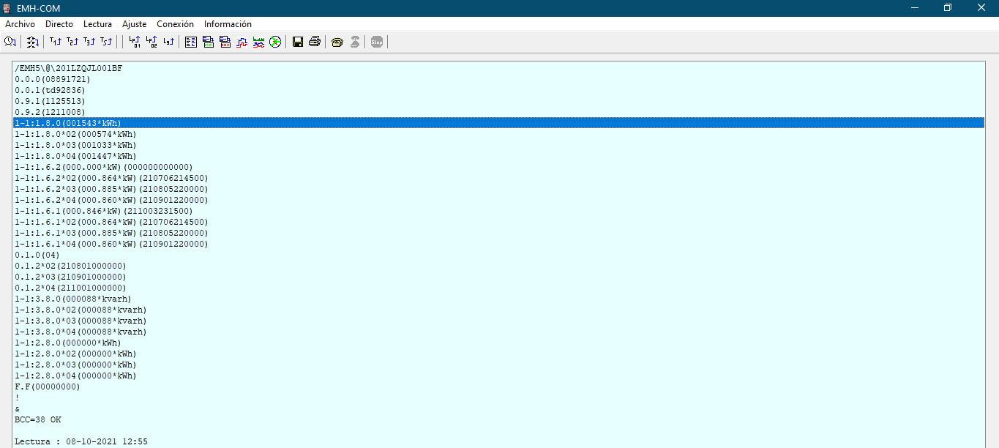 EMH-COM
Archivo Directo Lectura Ajuste Conexión Información
T1 T2 T3 TS LP 01 LP 02 LB Stop
/EMH5\@\201LZQJL001BF
0.0.0(08891721)
0.0.1(td92836)
0.9.1(1125513)
0.9.2(1211008)
1-1:1.8.0(001543*kWh)
1-1:1.8.0*02(000574*kWh)
1-1:1.8.0*03(001033*kWh)
1-1:1.8.0*04(001447*kWh)
1-1:1.6.2(000.000*kW)(000000000000)
1-1:1.6.2*02(000.864*kW)(210706214500)
1-1:1.6.2*03(000.885*kW)(210805220000)
1-1:1.6.2*04(000.860*kW)(210901220000)
1-1:1.6.1(000.846*kW)(211003231500)
1-1:1.6.1*02(000.864*kW)(210706214500)
1-1:1.6.1*03(000.885*kW)(210805220000)
1-1:1.6.1*04(000.860*kW)(210901220000)
0.1.0(04)
0.1.2*02(210801000000)
0.1.2*03(210901000000)
0.1.2*04(211001000000)
1-1:3.8.0(000088*kvarh)
1-1:3.8.0*02(000088*kvarh)
1-1:3.8.0*03(000088*kvarh)
1-1:3.8.0*04(000088*kvarh)
1-1:2.8.0(000000*kWh)
1-1:2.8.0*02(000000*kWh)
1-1:2.8.0*03(000000*kWh)
1-1:2.8.0*04(000000*kWh)
F.F(00000000)
!
&
BCC=38 OK
Lectura : 08-10-2021 12:55